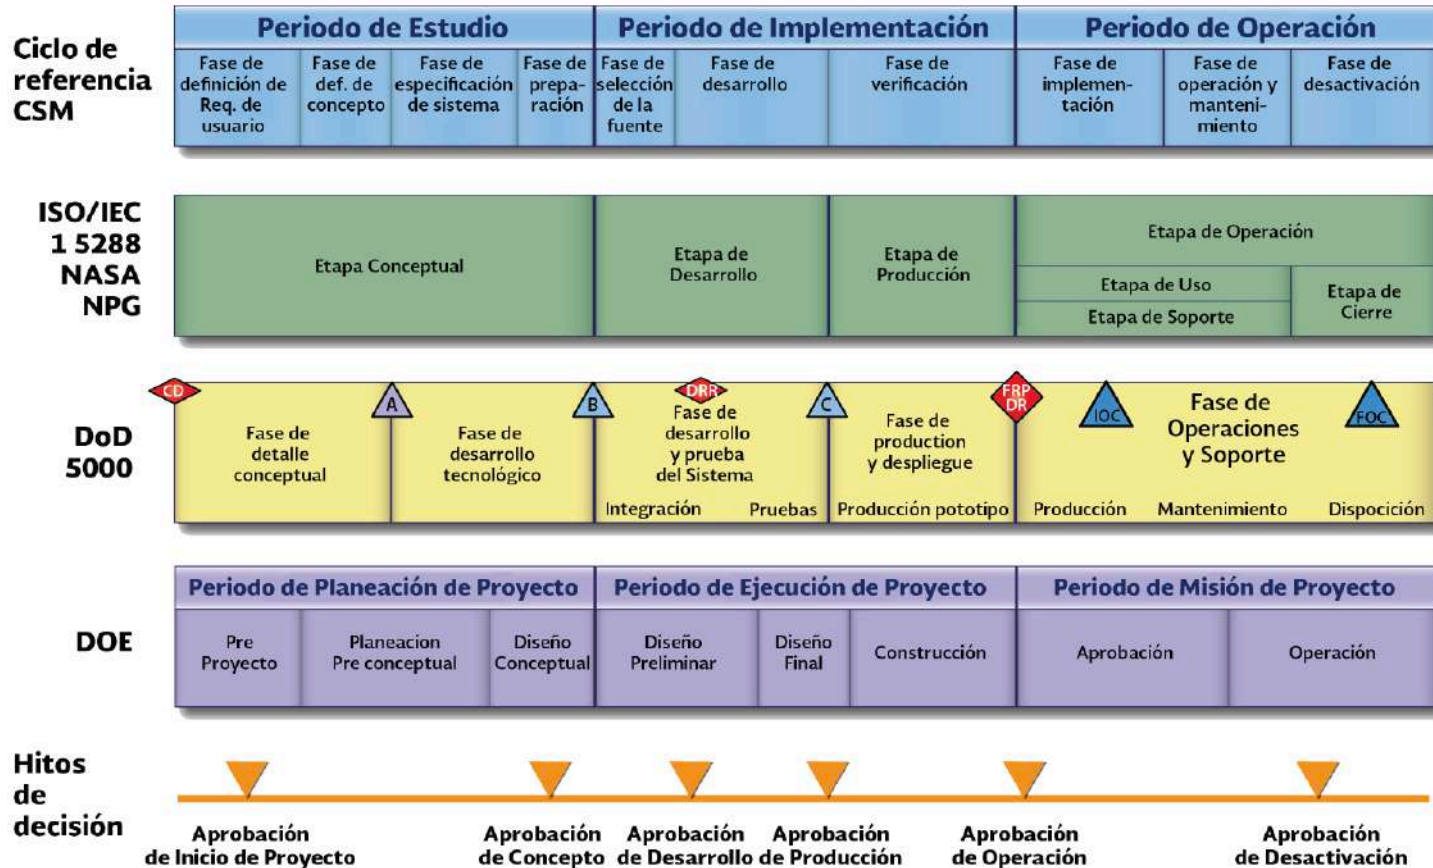 Ciclo de
referencia
CSM
Periodo de Estudio
Periodo de Implementación
Periodo de Operación
Fase de
definición de
Req. de
usuario
Fase de
def. de
concepto
Fase de
especificación
de sistema
Fase de
prepa-
ración
Fase de
selección
de la
fuente
Fase de
desarrollo
Fase de
verificación
Fase de
implemen-
tación
Fase de
operación y
manteni-
miento
Fase de
desactivación
ISO/IEC
1 5288
NASA
NPG
Etapa Conceptual
Etapa de
Desarrollo
Etapa de
Producción
Etapa de Operación
Etapa de Uso
Etapa de Soporte
Etapa de
Cierre
DoD
5000
CD
A
B
DRR
C
FRP
DR
IOC
FOC
Fase de
detalle
conceptual
Fase de
desarrollo
tecnológico
Fase de
desarrollo
y prueba
del Sistema
Integración
Pruebas
Fase de
production
y despliegue
Producción pototipo
Fase de
Operaciones
y Soporte
Producción
Mantenimiento
Dispocición
DOE
Periodo de Planeación de Proyecto
Periodo de Ejecución de Proyecto
Periodo de Misión de Proyecto
Pre
Proyecto
Planeacion
Pre conceptual
Diseño
Conceptual
Diseño
Preliminar
Diseño
Final
Construcción
Aprobación
Operación
Hitos
de
decisión
Aprobación
de Inicio de Proyecto
Aprobación
de Concepto
Aprobación
de Desarrollo
Aprobación
de Producción
Aprobación
de Operación
Aprobación
de Desactivación